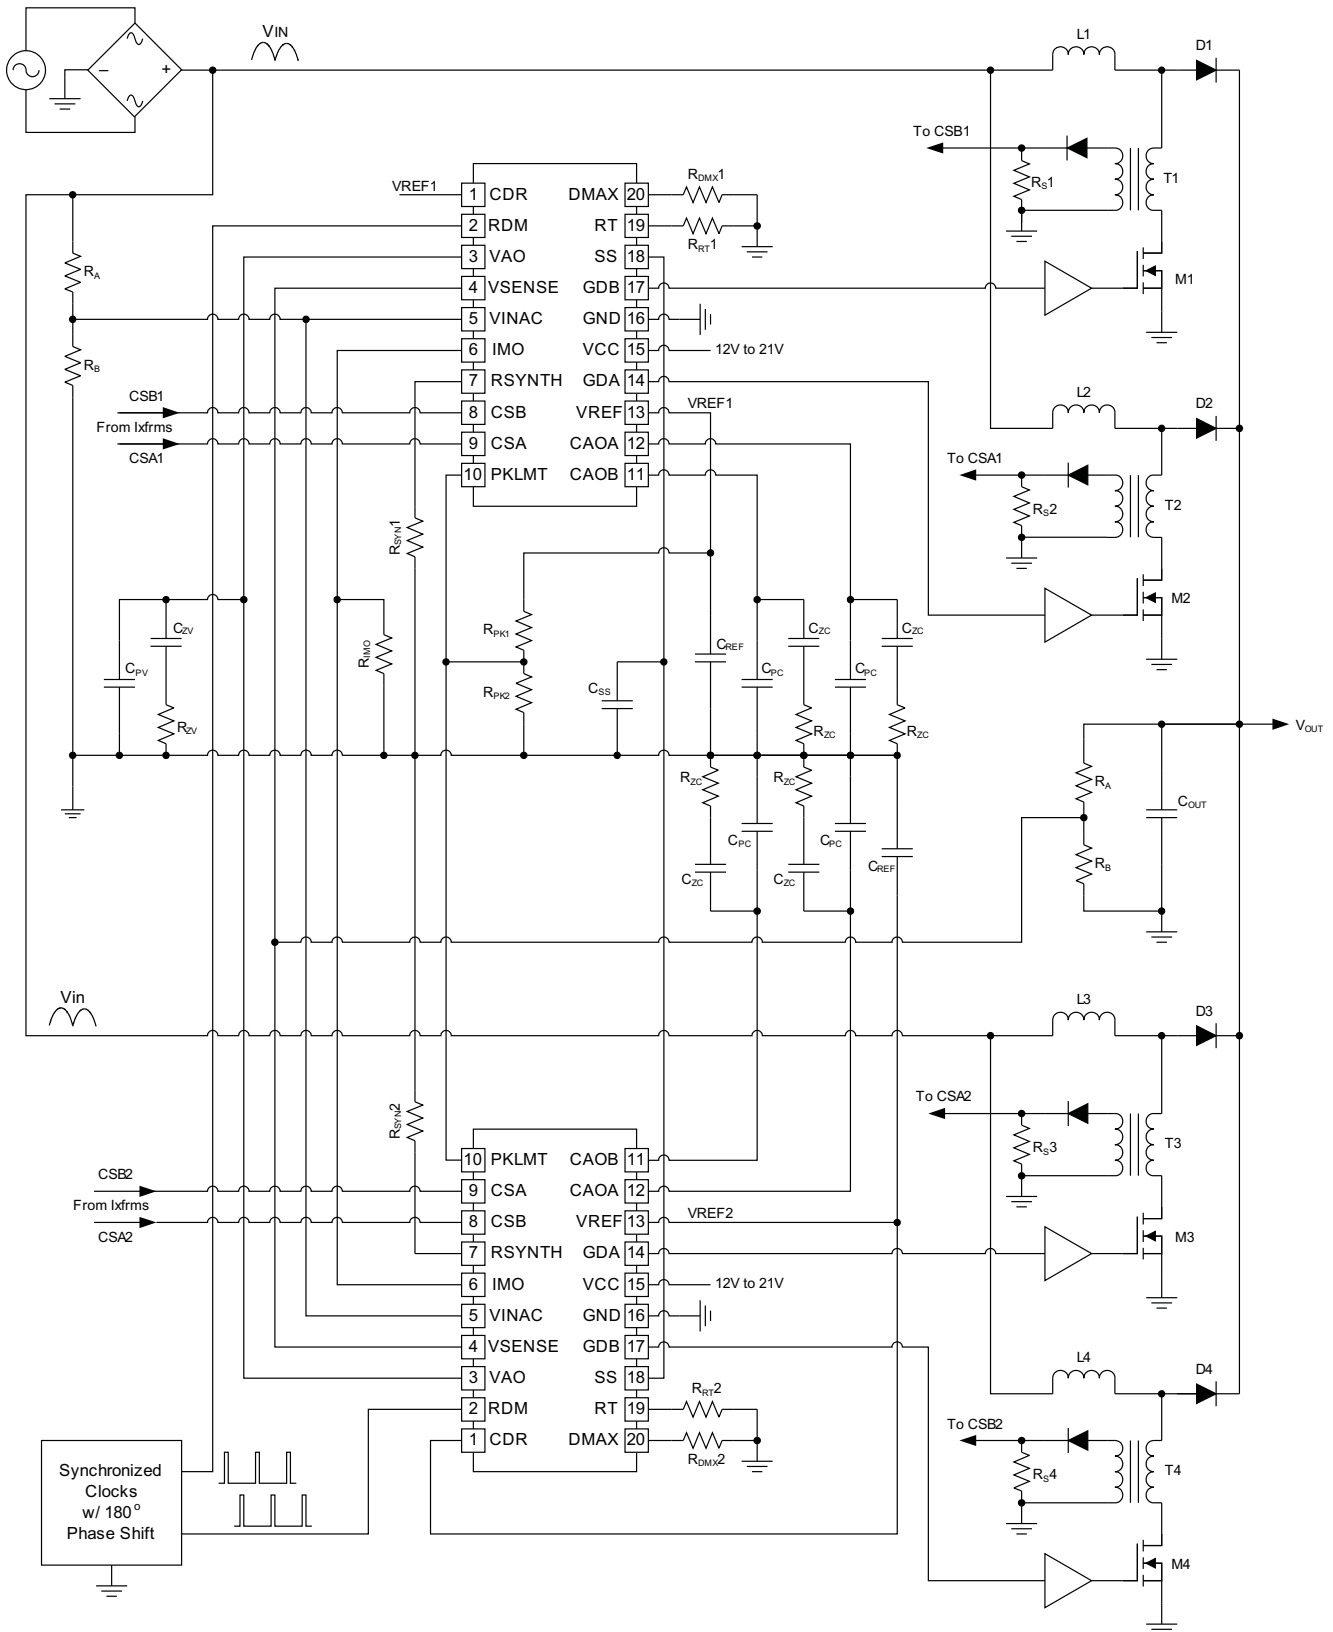 VIN
L1
D1
To CSB1
RS1
T1
M1
VREF1
1 CDR
2 RDM
3 VAO
4 VSENSE
5 VINAC
6 IMO
7 RSYNTH
8 CSB
9 CSA
10 PKLMT
DMAX 20
RT 19
SS 18
GDB 17
GND 16
VCC 15
GDA 14
VREF 13
CAOA 12
CAOB 11
RDMX1
RRT1
12V to 21V
VREF1
RA
RB
CSB1
From Ixfrms
CSA1
L2
D2
To CSA1
RS2
T2
M2
RSYN1
CZV
CPV
RZV
RIMO
RPK1
RPK2
CSS
CREF
CPC
CZC
RZC
CPC
CZC
RZC
VOUT
RA
RB
COUT
RZC
CPC
CZC
RZC
CPC
CZC
CREF
Vin
L3
D3
To CSA2
RS3
T3
M3
RSYN2
CSB2
From Ixfrms
CSA2
10 PKLMT
9 CSA
8 CSB
7 RSYNTH
6 IMO
5 VINAC
4 VSENSE
3 VAO
2 RDM
1 CDR
CAOB 11
CAOA 12
VREF 13
GDA 14
VCC 15
GND 16
GDB 17
SS 18
RT 19
DMAX 20
VREF2
12V to 21V
RRT2
RDMX2
L4
D4
To CSB2
RS4
T4
M4
Synchronized
Clocks
w/ 180°
Phase Shift